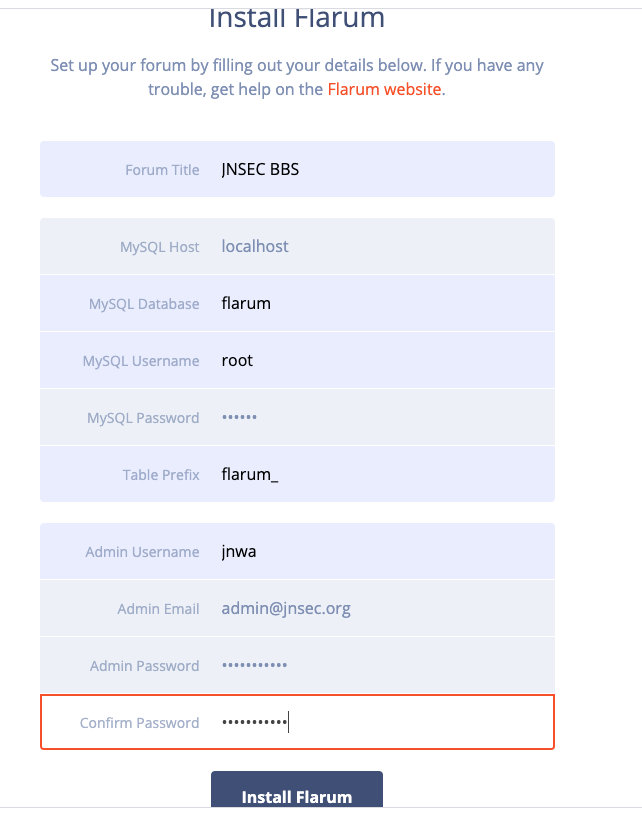 Install Flarum
Set up your forum by filling out your details below. If you have any
trouble, get help on the Flarum website.
Forum Title JNSEC BBS
MySQL Host localhost
MySQL Database flarum
MySQL Username root
MySQL Password ••••••
Table Prefix flarum_
Admin Username jnwa
Admin Email admin@jnsec.org
Admin Password •••••••••••
Confirm Password •••••••••••
Install Flarum